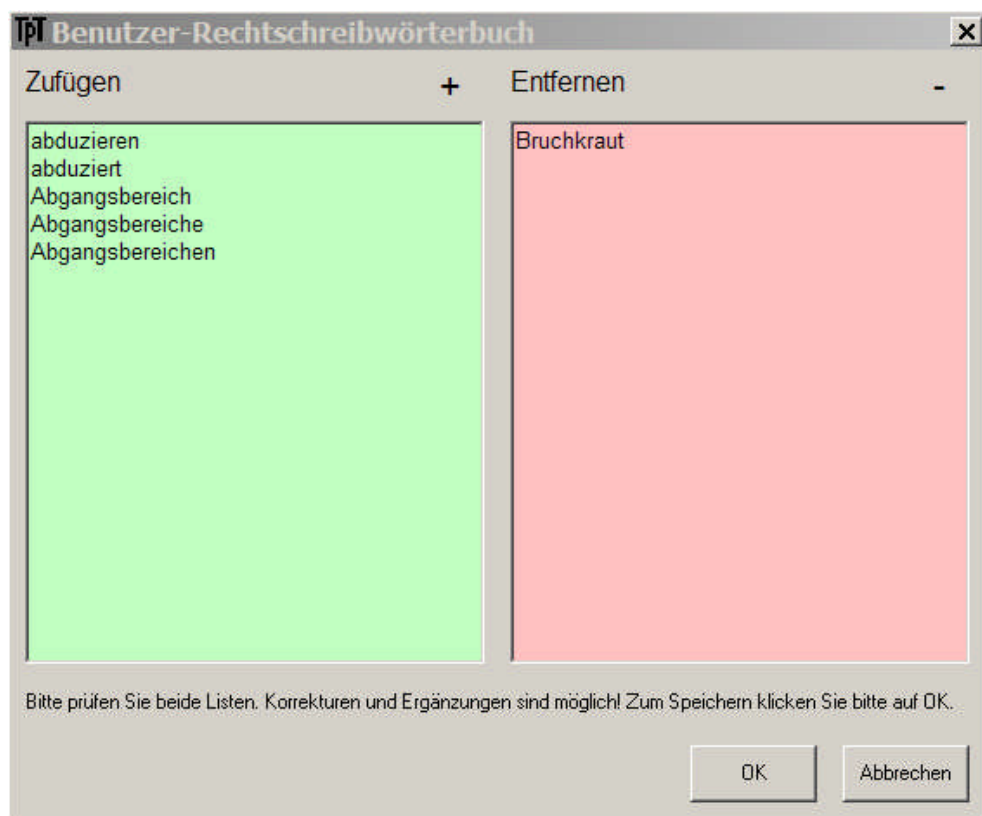 TpT Benutzer-Rechtschreibwörterbuch
Zufügen +
abduzieren
abduziert
Abgangsbereich
Abgangsbereiche
Abgangsbereichen
Entfernen -
Bruchkraut
Bitte prüfen Sie beide Listen. Korrekturen und Ergänzungen sind möglich! Zum Speichern klicken Sie bitte auf OK.
OK
Abbrechen